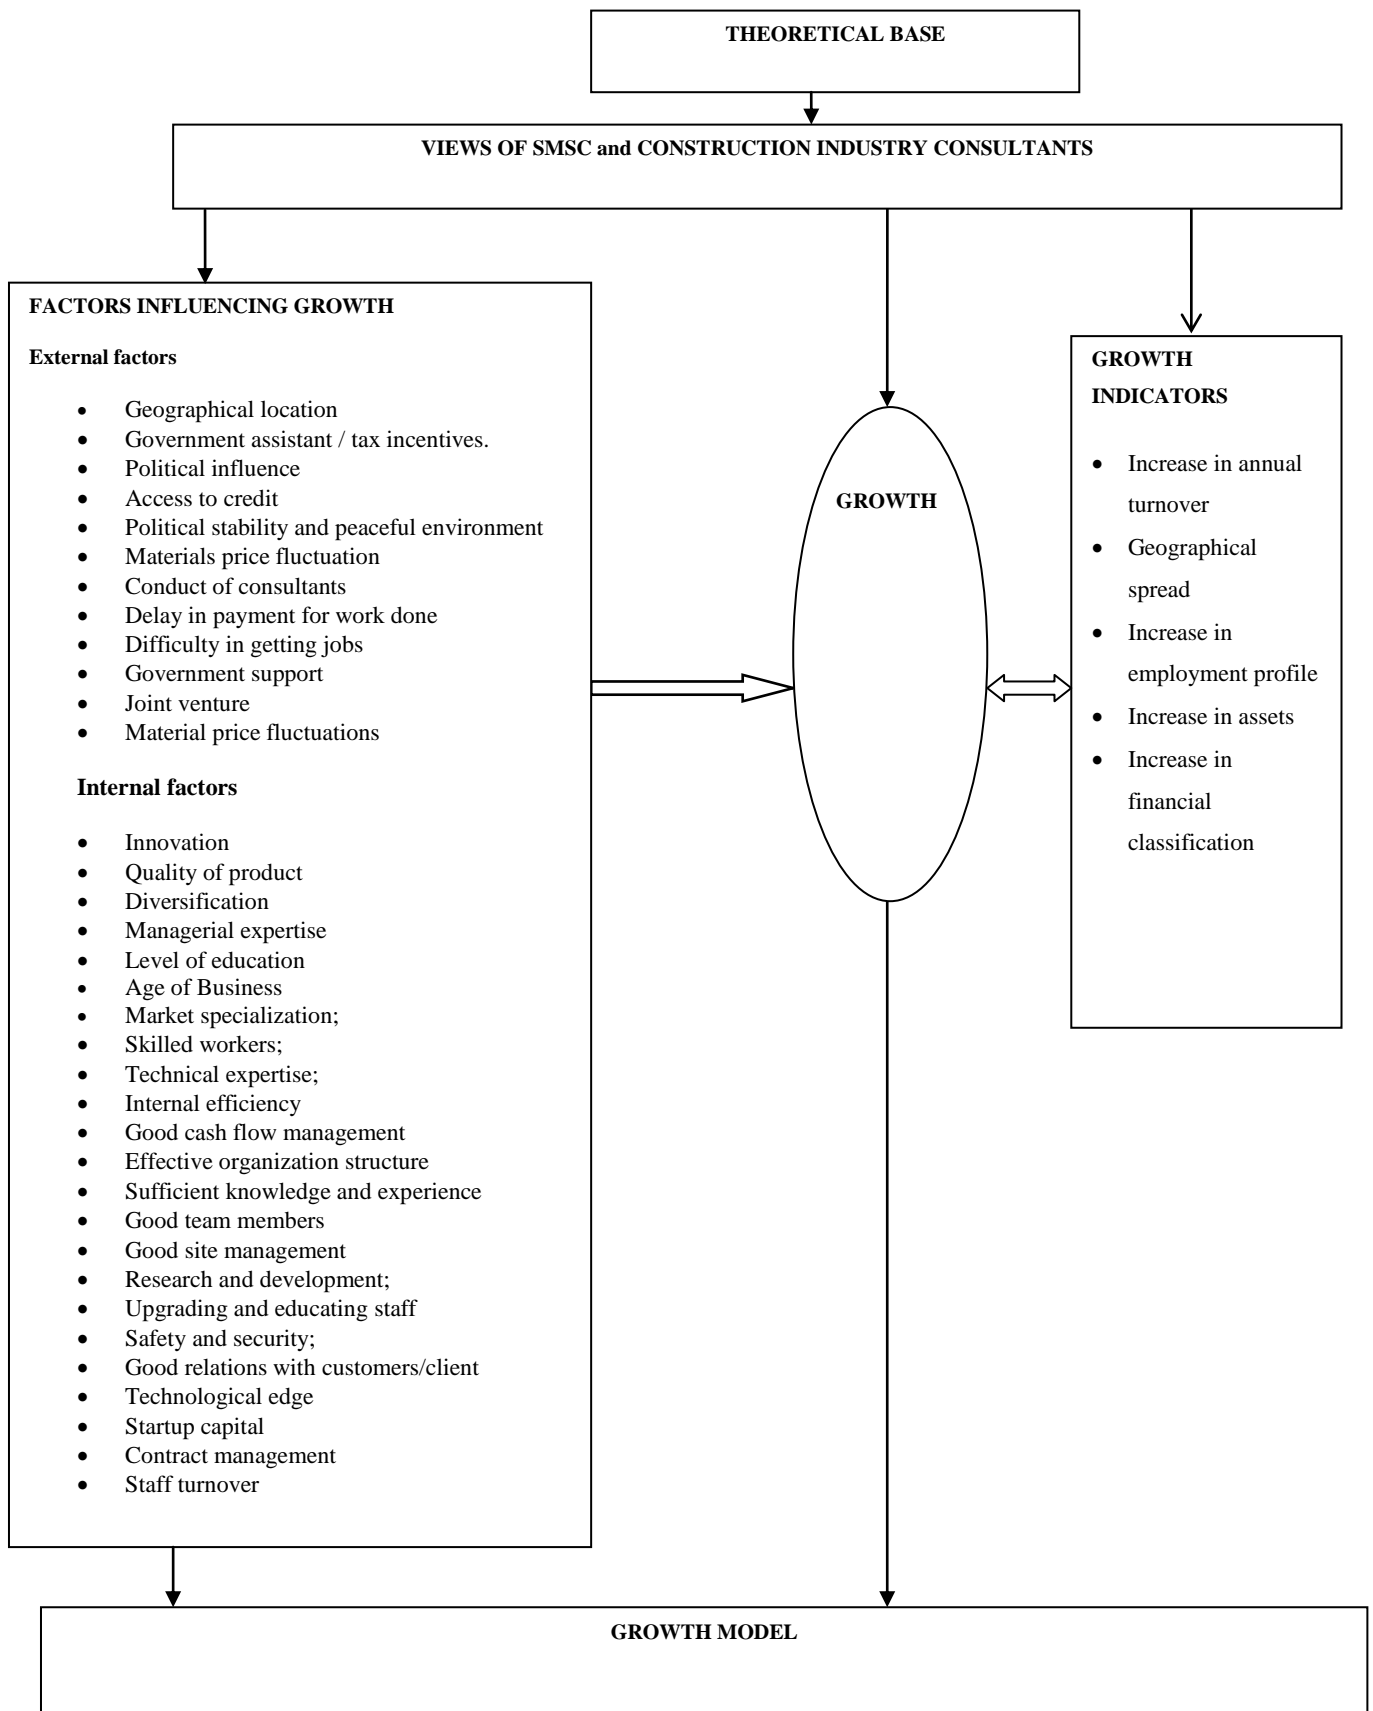 THEORETICAL BASE
VIEWS OF SMSC and CONSTRUCTION INDUSTRY CONSULTANTS
FACTORS INFLUENCING GROWTH
External factors
• Geographical location
• Government assistant / tax incentives.
• Political influence
• Access to credit
• Political stability and peaceful environment
• Materials price fluctuation
• Conduct of consultants
• Delay in payment for work done
• Difficulty in getting jobs
• Government support
• Joint venture
• Material price fluctuations
Internal factors
• Innovation
• Quality of product
• Diversification
• Managerial expertise
• Level of education
• Age of Business
• Market specialization;
• Skilled workers;
• Technical expertise;
• Internal efficiency
• Good cash flow management
• Effective organization structure
• Sufficient knowledge and experience
• Good team members
• Good site management
• Research and development;
• Upgrading and educating staff
• Safety and security;
• Good relations with customers/client
• Technological edge
• Startup capital
• Contract management
• Staff turnover
GROWTH
GROWTH
INDICATORS
• Increase in annual
turnover
• Geographical
spread
• Increase in
employment profile
• Increase in assets
• Increase in
financial
classification
GROWTH MODEL